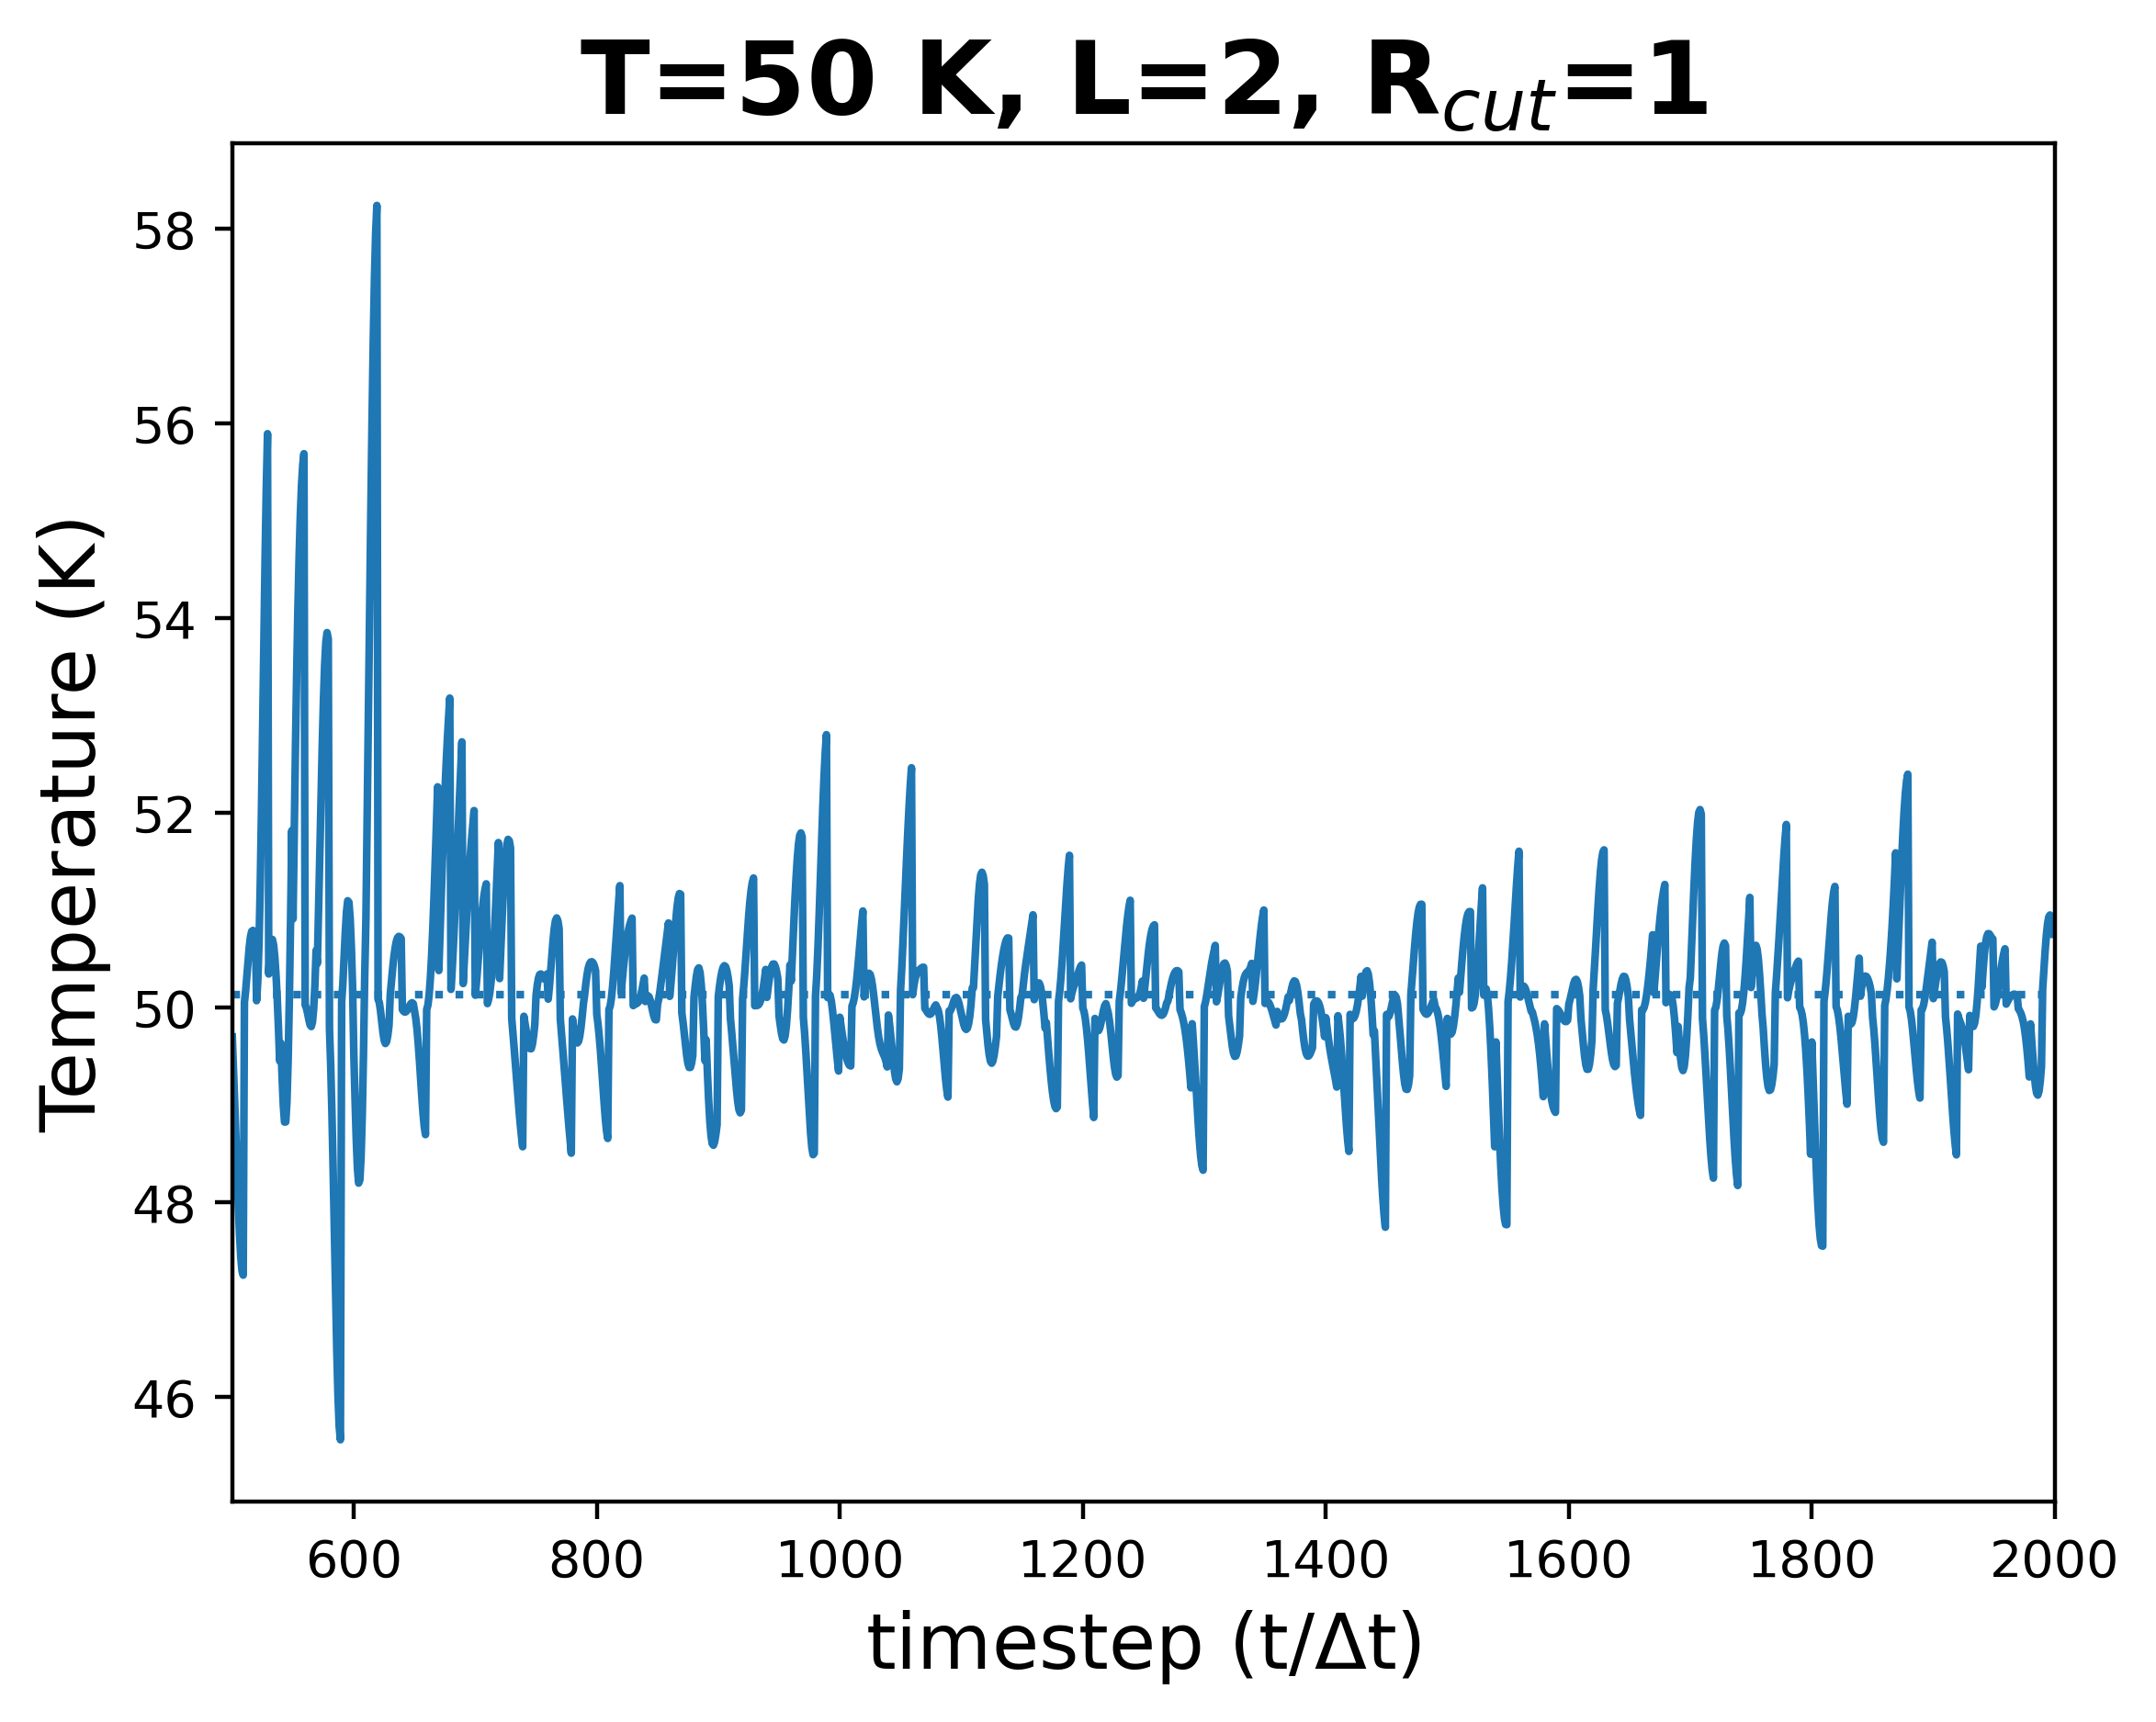 T=50 K, L=2, R_cut=1
58
56
54
52
50
48
46
Temperature (K)
600 800 1000 1200 1400 1600 1800 2000
timestep (t/Δt)